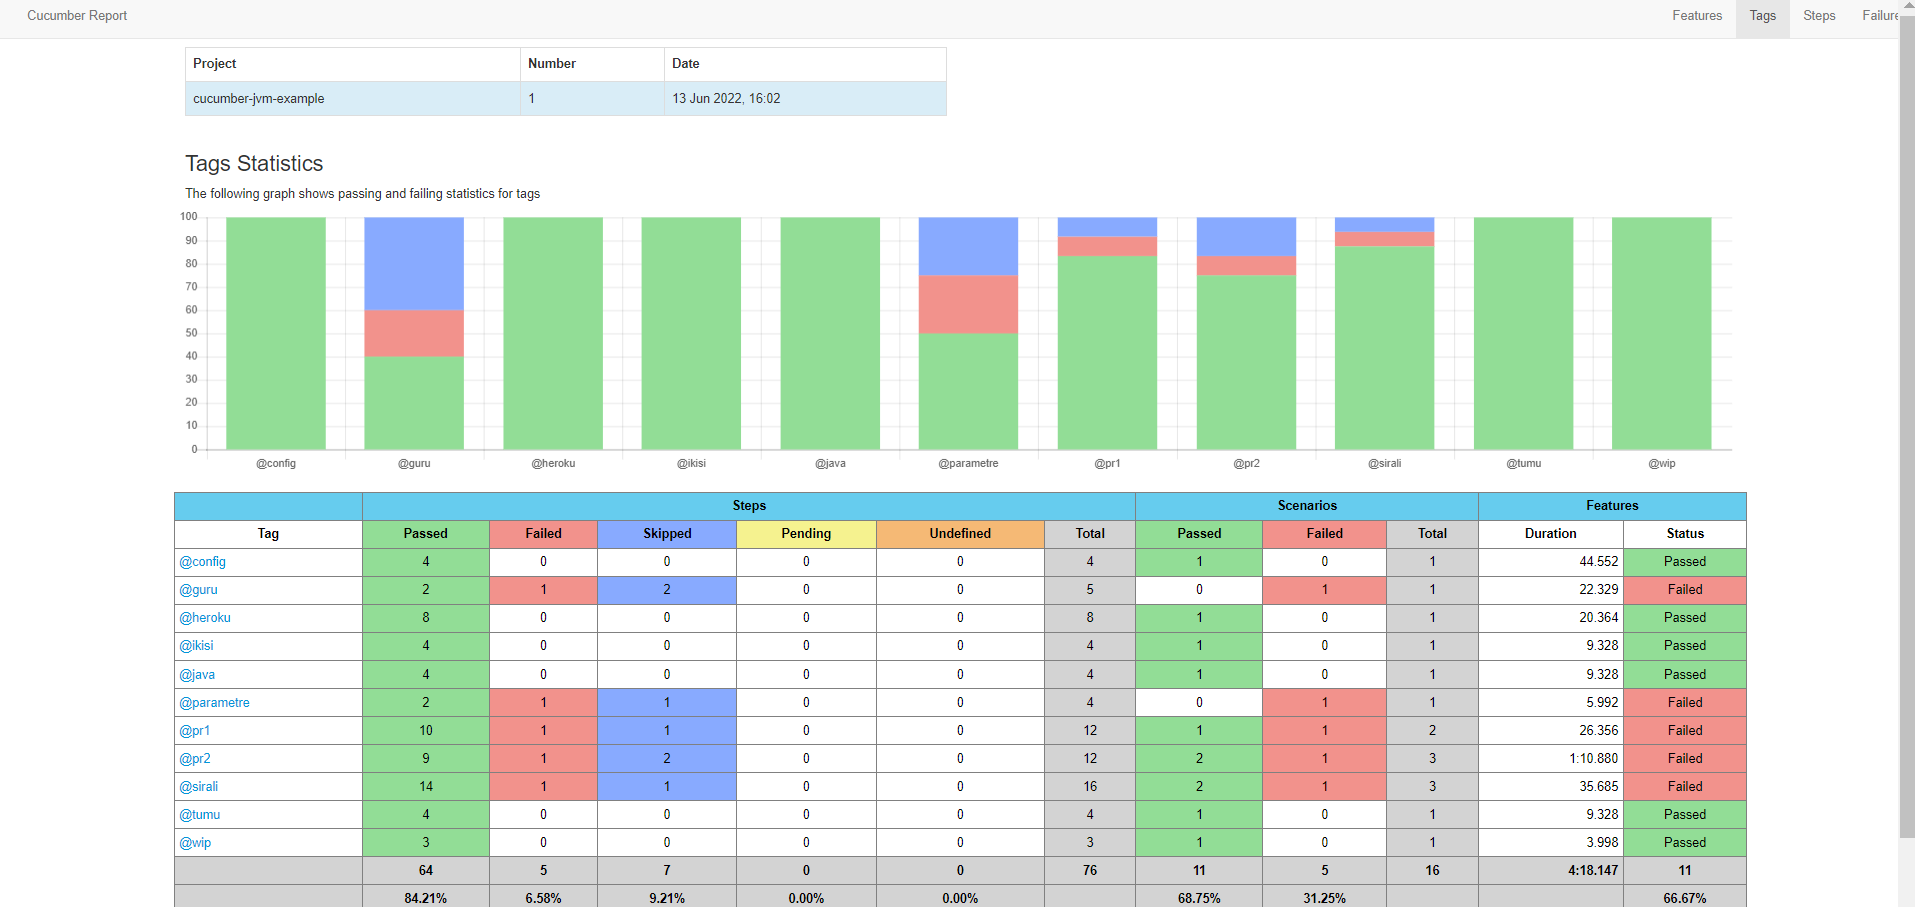 Cucumber Report Features Tags Steps Failure
Project Number Date
cucumber-jvm-example 1 13 Jun 2022, 16:02
Tags Statistics
The following graph shows passing and failing statistics for tags
100
90
80
70
60
50
40
30
20
10
0
@config @guru @heroku @ikisi @java @parametre @pr1 @pr2 @sirali @tumu @wip
Steps Scenarios Features
Tag Passed Failed Skipped Pending Undefined Total Passed Failed Total Duration Status
@config 4 0 0 0 0 4 1 0 1 44.552 Passed
@guru 2 1 2 0 0 5 0 1 1 22.329 Failed
@heroku 8 0 0 0 0 8 1 0 1 20.364 Passed
@ikisi 4 0 0 0 0 4 1 0 1 9.328 Passed
@java 4 0 0 0 0 4 1 0 1 9.328 Passed
@parametre 2 1 1 0 0 4 0 1 1 5.992 Failed
@pr1 10 1 1 0 0 12 1 1 2 26.356 Failed
@pr2 9 1 2 0 0 12 2 1 3 1:10.880 Failed
@sirali 14 1 1 0 0 16 2 1 3 35.685 Failed
@tumu 4 0 0 0 0 4 1 0 1 9.328 Passed
@wip 3 0 0 0 0 3 1 0 1 3.998 Passed
64 5 7 0 0 76 11 5 16 4:18.147 11
84.21% 6.58% 9.21% 0.00% 0.00% 68.75% 31.25% 66.67%